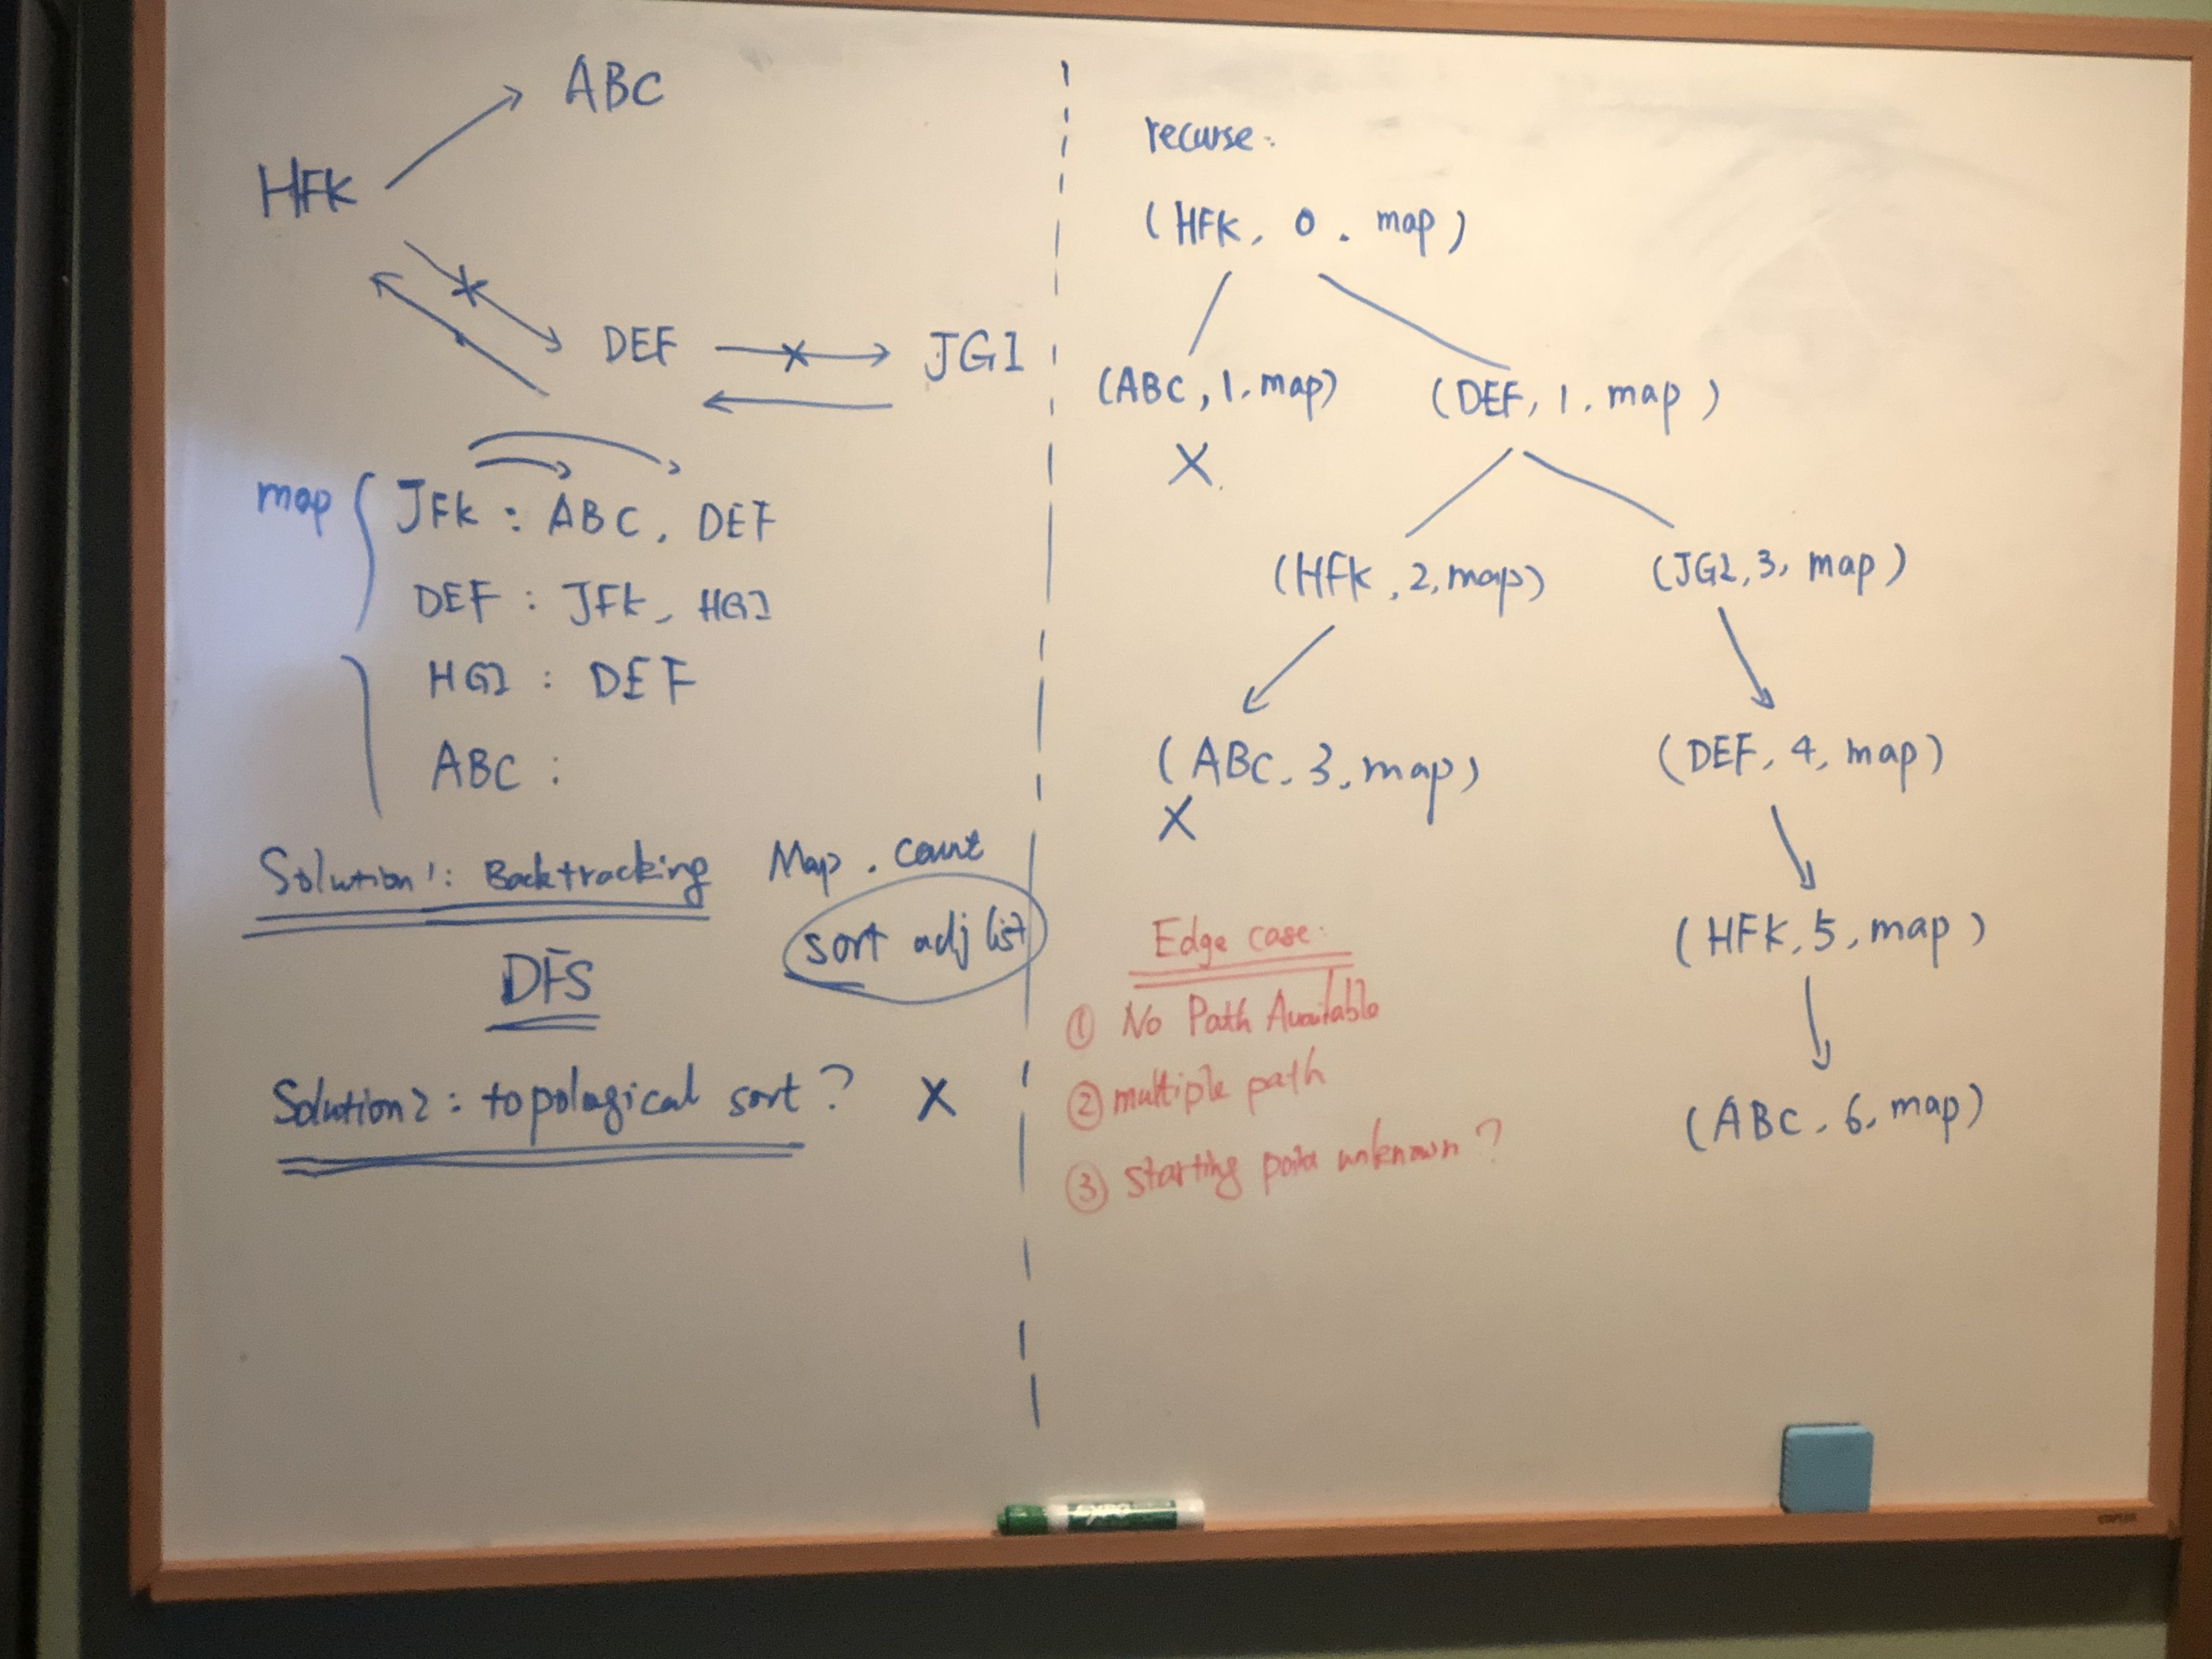 ABC
HFK
DEF
JGI
map
JFK : ABC, DEF
DEF : JFK, HGI
HGI : DEF
ABC :
Solution1: Backtracking
Map. count
sort adj list
DFS
Solution2 : topological sort? X
recurse:
(HFK, 0. map)
(ABC, 1. map) (DEF, 1. map)
X
(HFK, 2, map) (JGI, 3, map)
(ABC. 3. map) (DEF, 4, map)
X
(HFK, 5, map)
(ABC, 6, map)
Edge case:
① No Path Available
② multiple path
③ starting point unknown?
EXPO